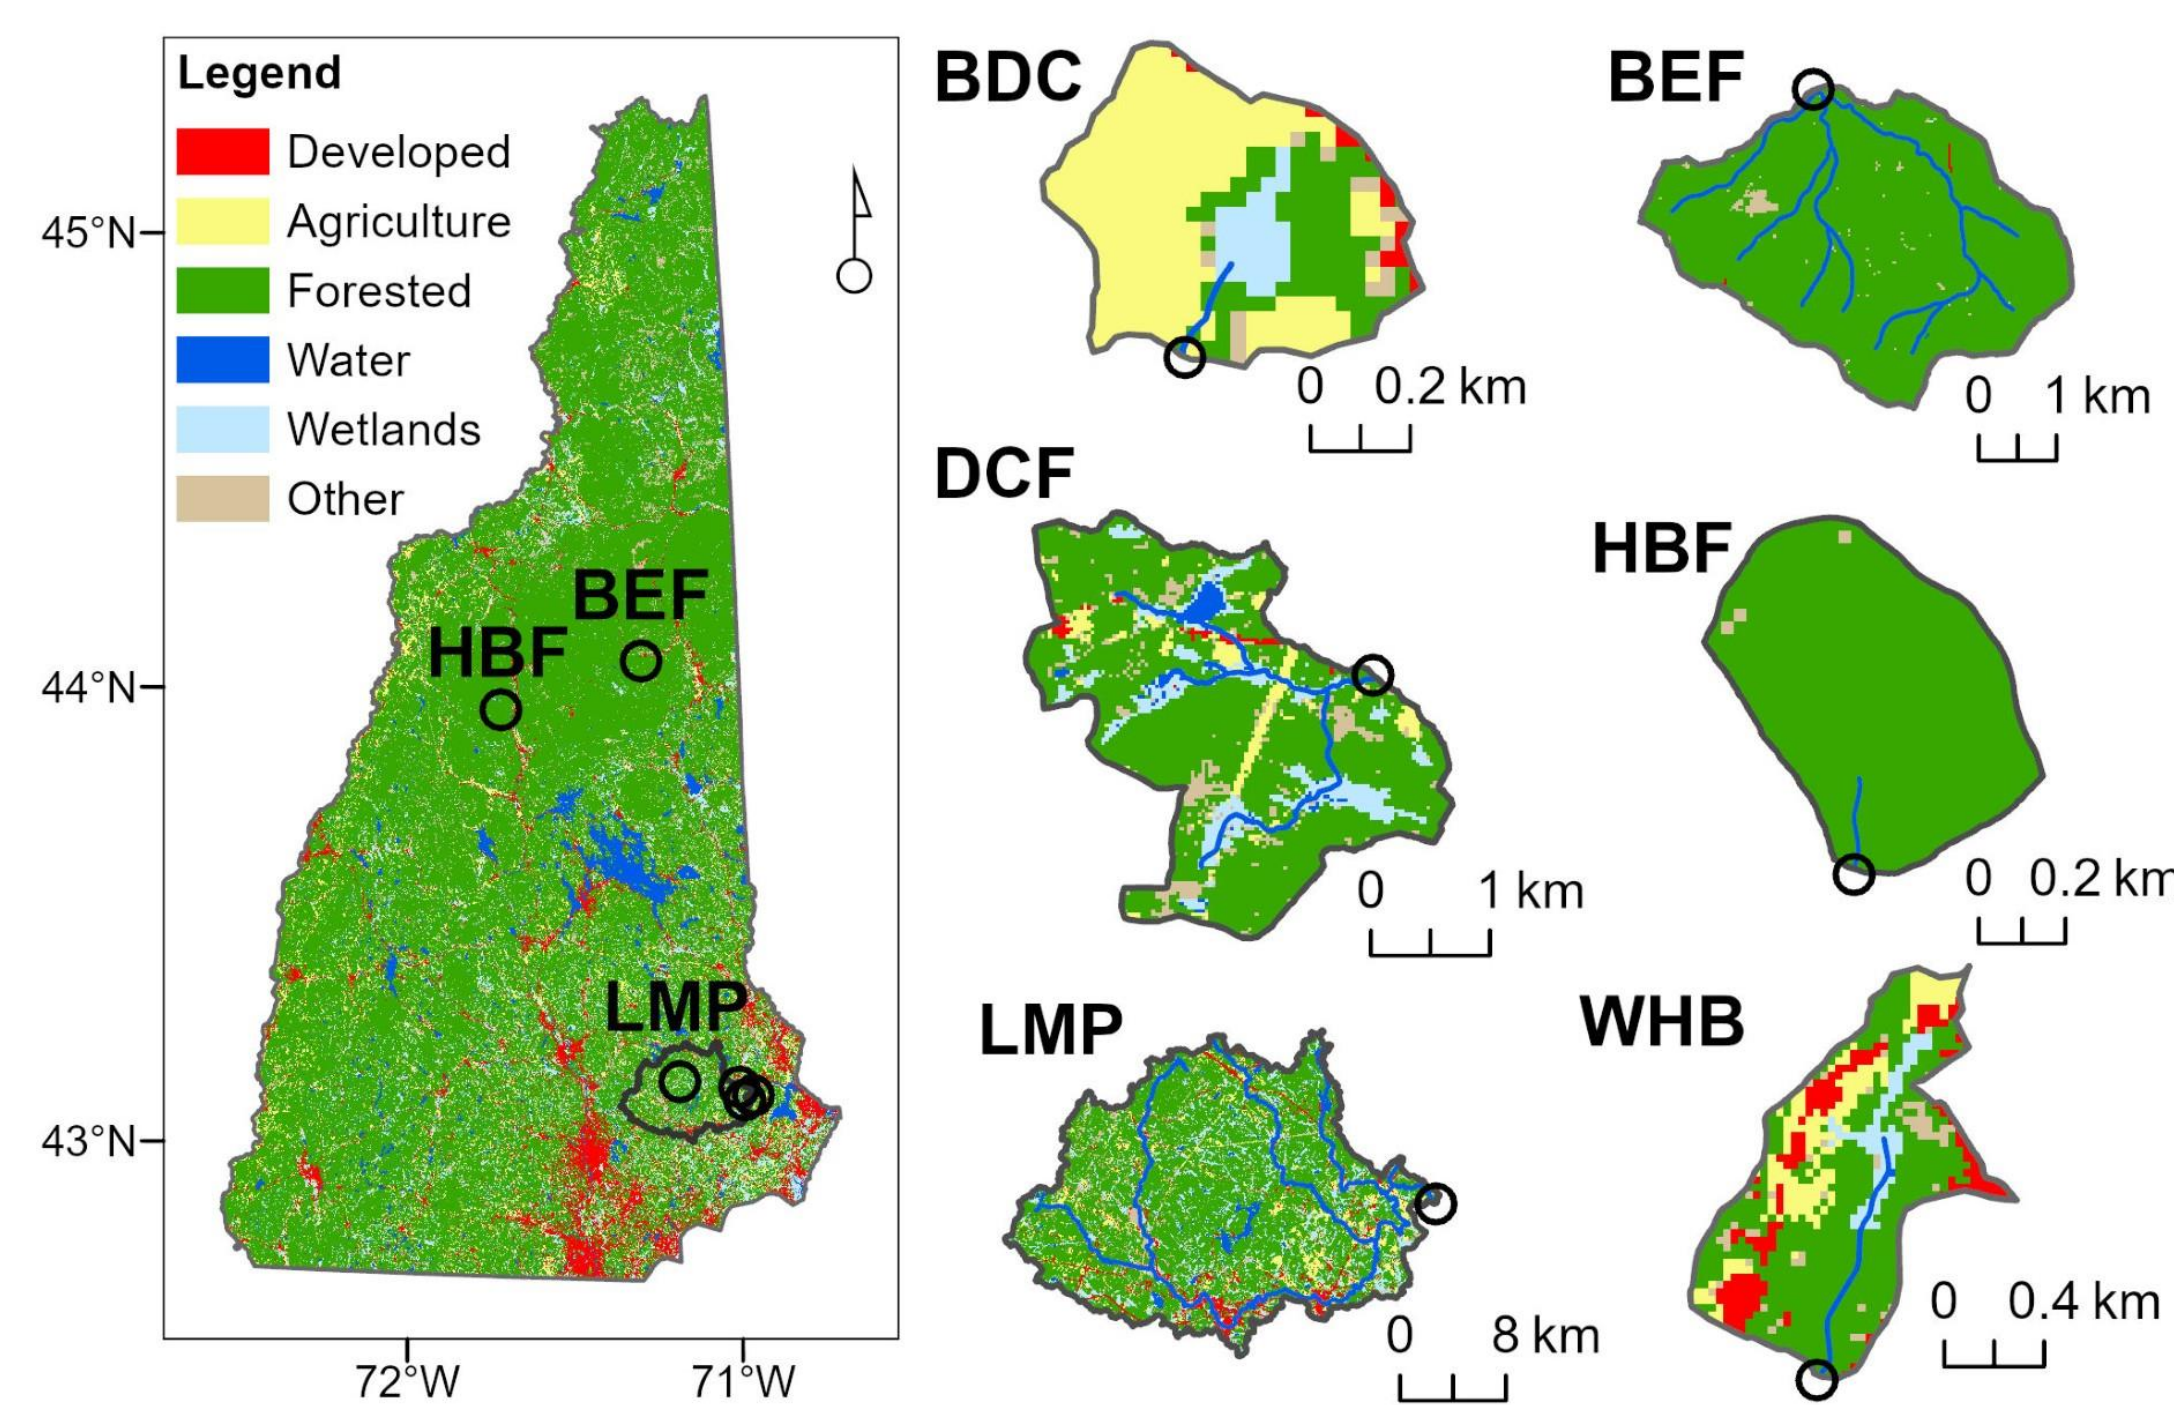 Legend
Developed
Agriculture
Forested
Water
Wetlands
Other
45°N
44°N
43°N
72°W
71°W
BEF
HBF
LMP
BDC
0 0.2 km
BEF
0 1 km
DCF
0 1 km
HBF
0 0.2 km
LMP
0 8 km
WHB
0 0.4 km